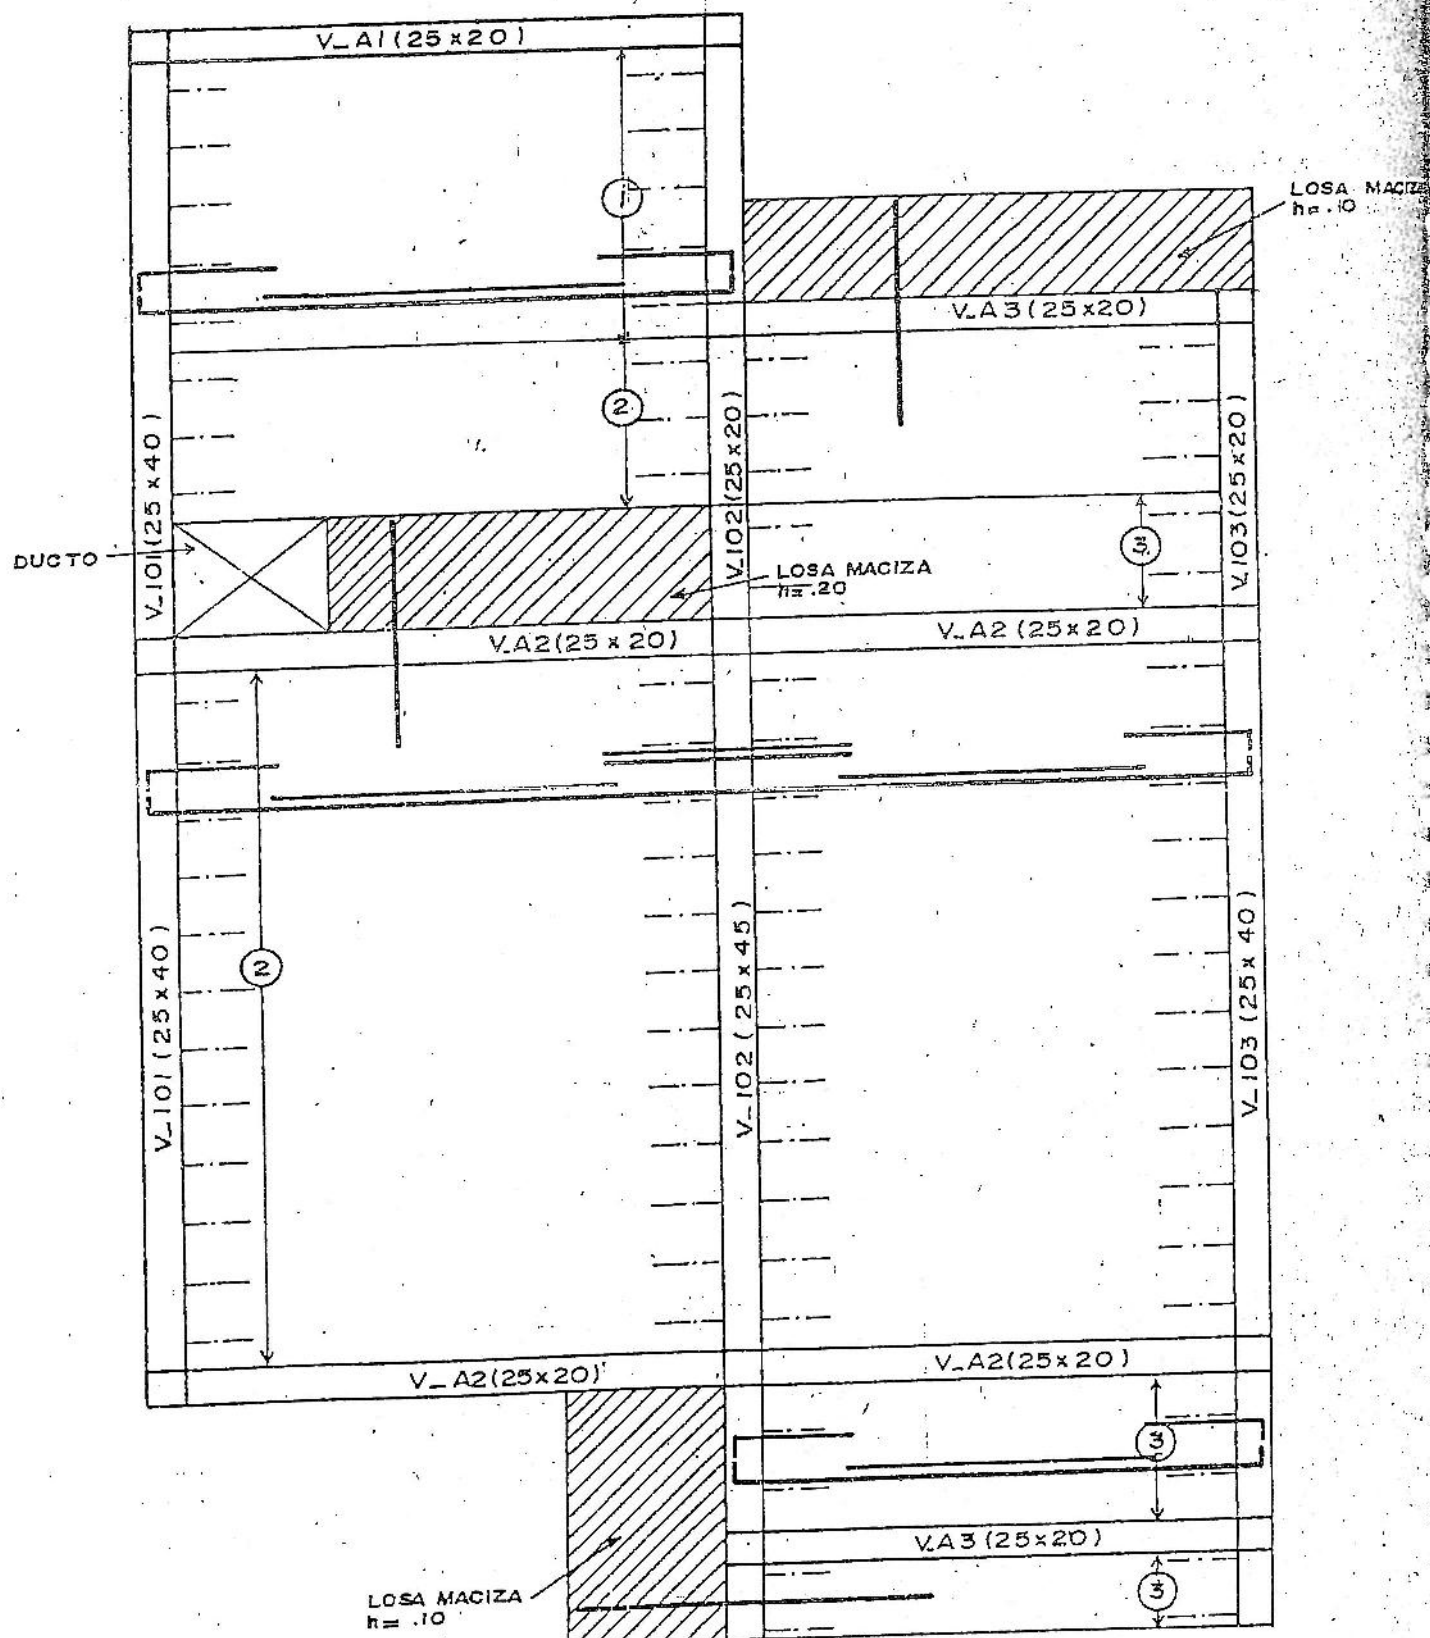 V_A1(25x20)
LOSA MACIZA
h=.10
V_A3(25x20)
1
2
V_101(25x40)
V_102(25x20)
V_103(25x20)
DUCTO
3
LOSA MACIZA
h=.20
V_A2(25x20)
V_A2(25x20)
2
V_101(25x40)
V_102(25x45)
V_103(25x40)
V_A2(25x20)
V_A2(25x20)
3
V_A3(25x20)
3
LOSA MACIZA
h=.10